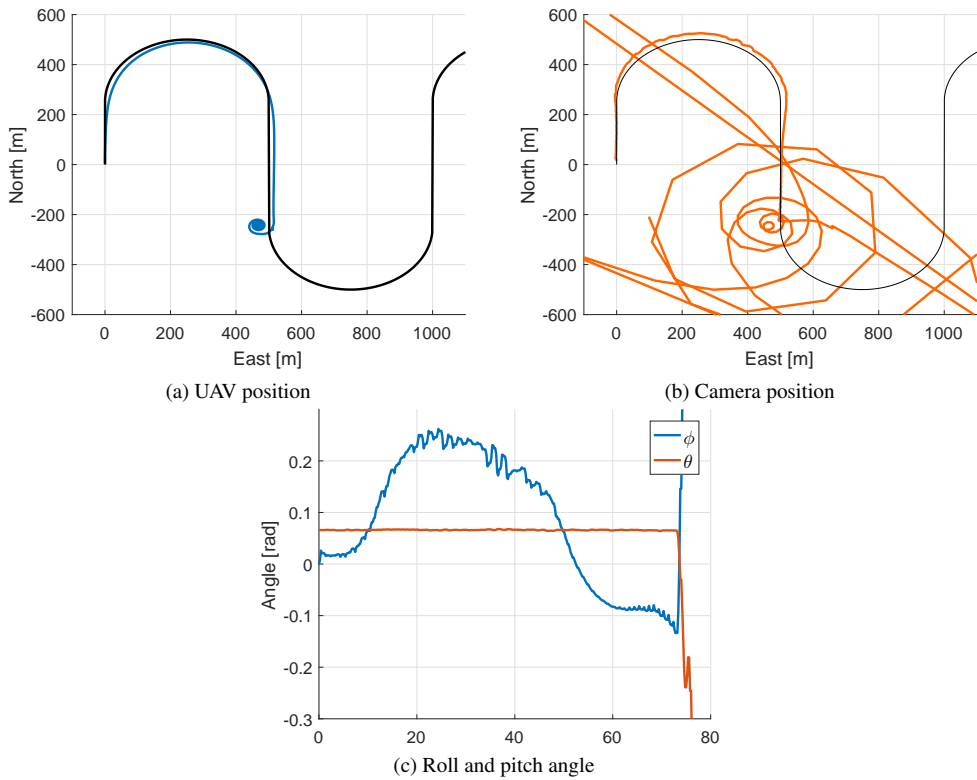 600
400
200
0
-200
-400
-600
North [m]
0 200 400 600 800 1000
East [m]
(a) UAV position
600
400
200
0
-200
-400
-600
North [m]
0 200 400 600 800 1000
East [m]
(b) Camera position
0.2
0.1
0
-0.1
-0.2
-0.3
Angle [rad]
ϕ
θ
0 20 40 60 80
(c) Roll and pitch angle